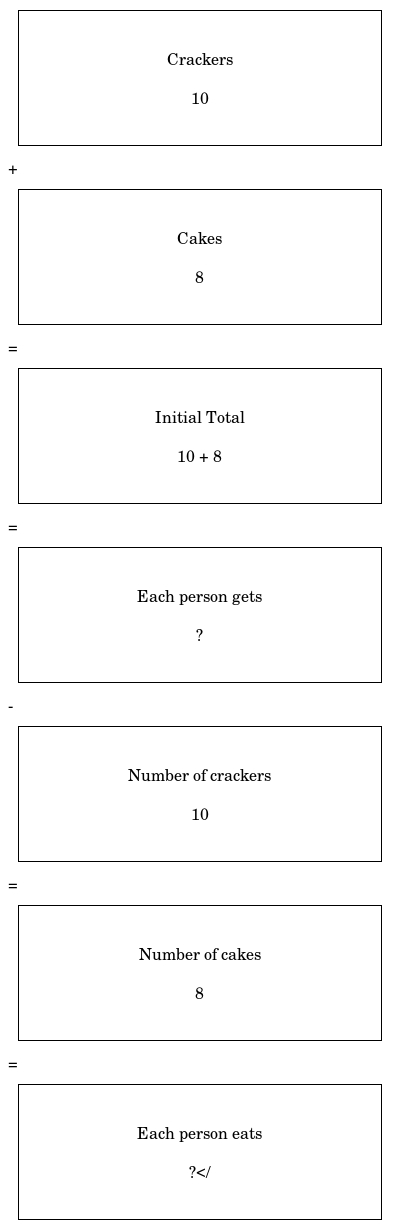 Crackers
10
+
Cakes
8
=
Initial Total
10 + 8
=
Each person gets
?
-
Number of crackers
10
=
Number of cakes
8
=
Each person eats
?</